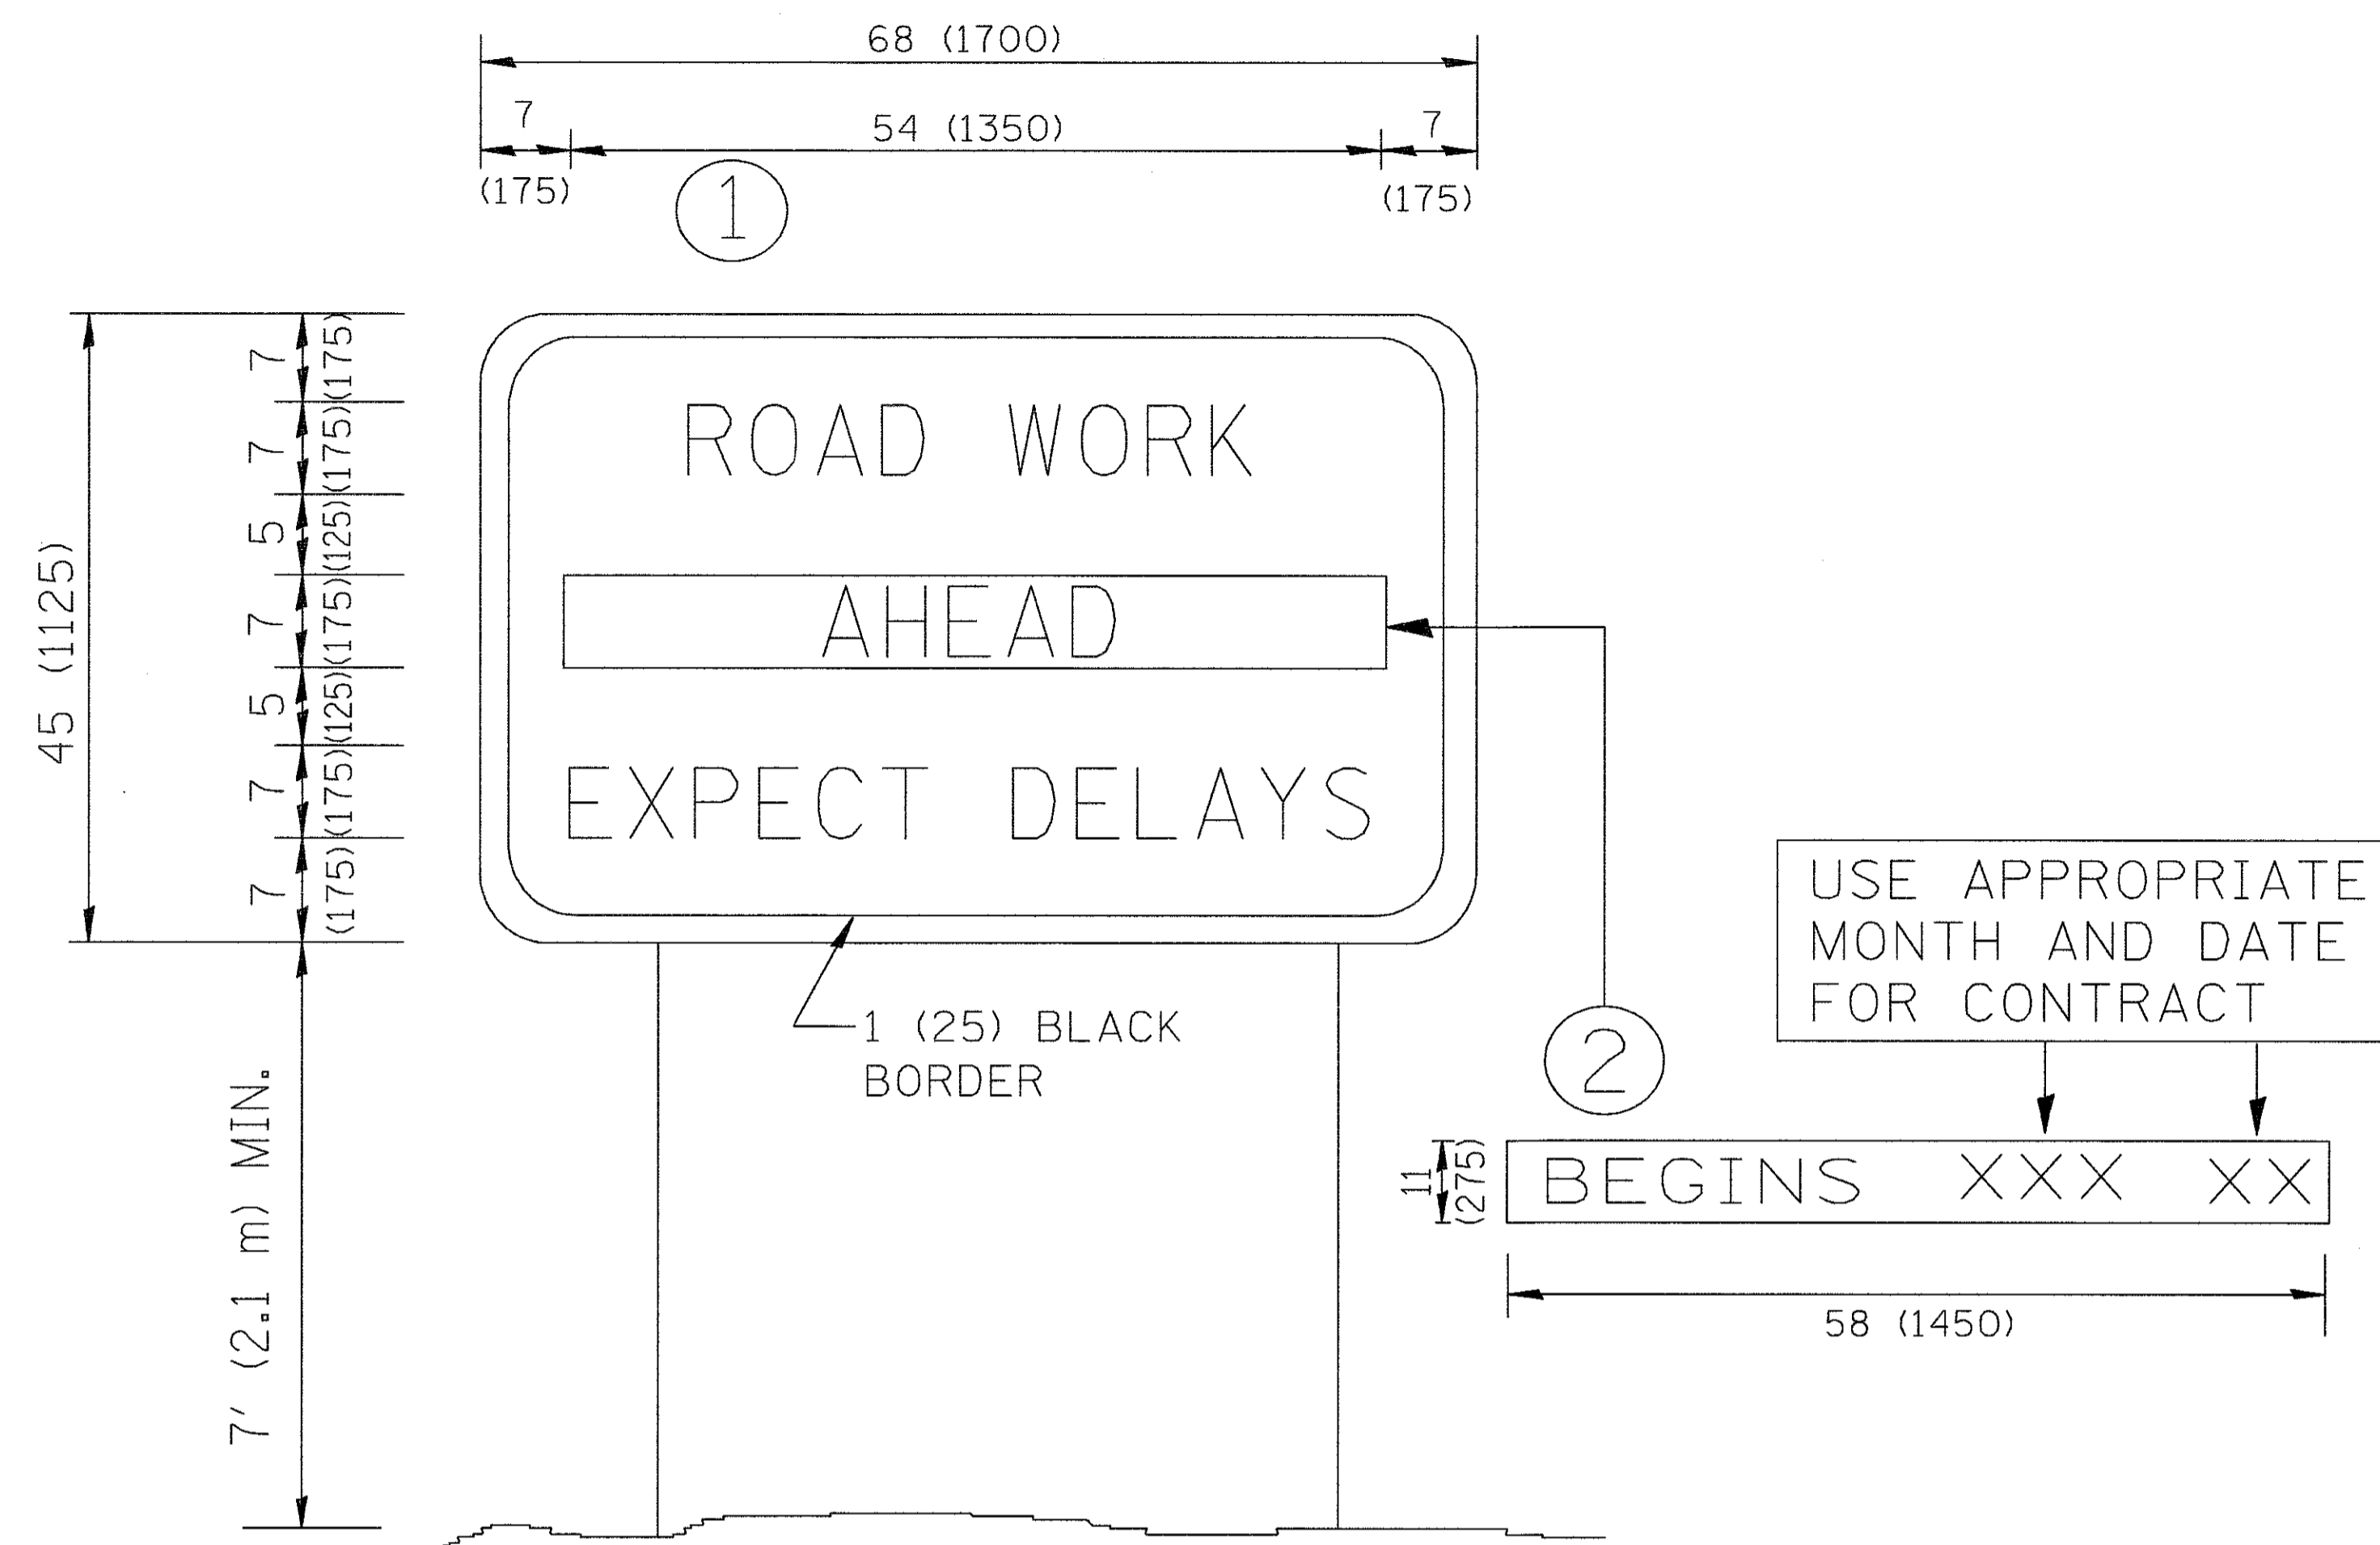 68 (1700)
7
54 (1350)
7
(175)
(175)
1
45 (1125)
7
(175)
7
(175)
5
(125)
7
(175)
5
(125)
7
(175)
7
(175)
ROAD WORK
AHEAD
EXPECT DELAYS
1 (25) BLACK
BORDER
7' (2.1 m) MIN.
2
USE APPROPRIATE
MONTH AND DATE
FOR CONTRACT
11
(275)
BEGINS XXX XX
58 (1450)